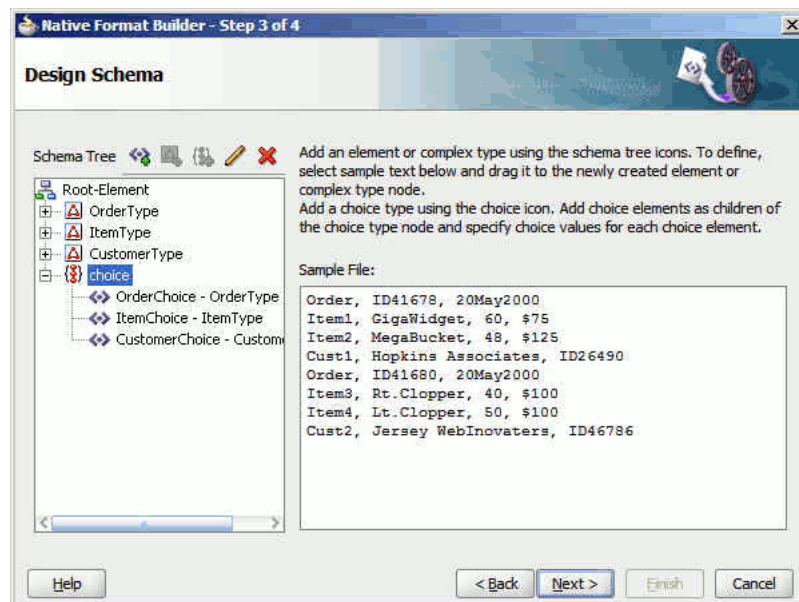 Native Format Builder - Step 3 of 4
Design Schema
Schema Tree
Root-Element
OrderType
ItemType
CustomerType
choice
OrderChoice - OrderType
ItemChoice - ItemType
CustomerChoice - Custom
Add an element or complex type using the schema tree icons. To define,
select sample text below and drag it to the newly created element or
complex type node.
Add a choice type using the choice icon. Add choice elements as children of
the choice type node and specify choice values for each choice element.
Sample File:
Order, ID41678, 20May2000
Item1, GigaWidget, 60, $75
Item2, MegaBucket, 48, $125
Cust1, Hopkins Associates, ID26490
Order, ID41680, 20May2000
Item3, Rt.Clopper, 40, $100
Item4, Lt.Clopper, 50, $100
Cust2, Jersey WebInovaters, ID46786
Help
< Back
Next >
Finish
Cancel